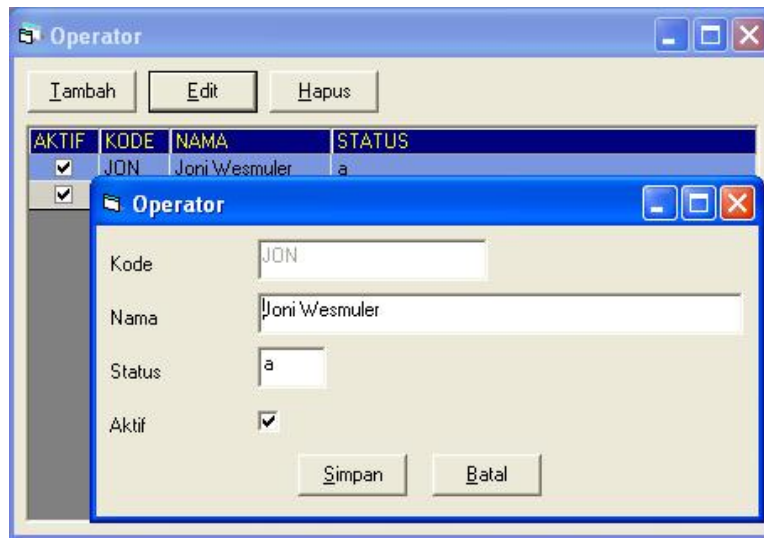 Operator
Tambah Edit Hapus
AKTIF KODE NAMA STATUS
JON Joni Wesmuler a
Operator
Kode JON
Nama Joni Wesmuler
Status a
Aktif
Simpan Batal